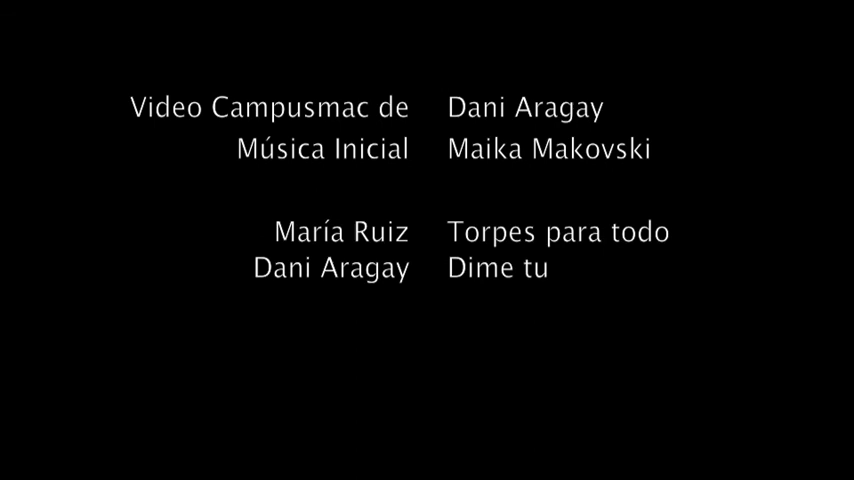 Video Campusmac de Dani Aragay
Música Inicial Maika Makovski
María Ruiz Torpes para todo
Dani Aragay Dime tu